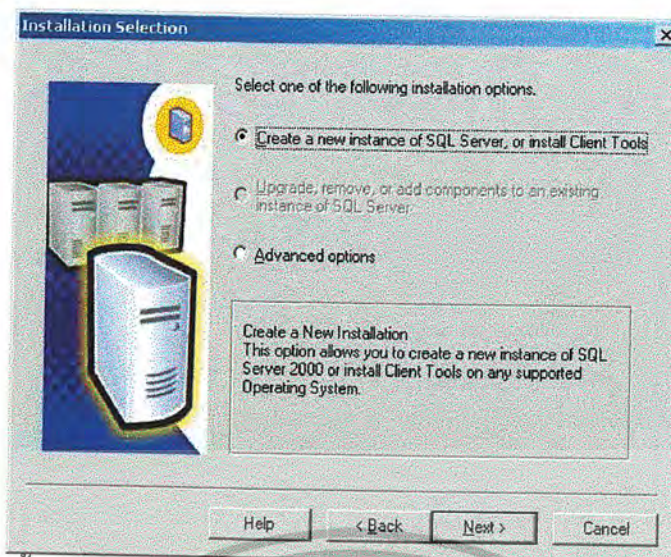 Installation Selection
Select one of the following installation options.
Create a new instance of SQL Server, or install Client Tools
Upgrade, remove, or add components to an existing
instance of SQL Server.
Advanced options
Create a New Installation
This option allows you to create a new instance of SQL
Server 2000 or install Client Tools on any supported
Operating System.
Help
< Back
Next >
Cancel